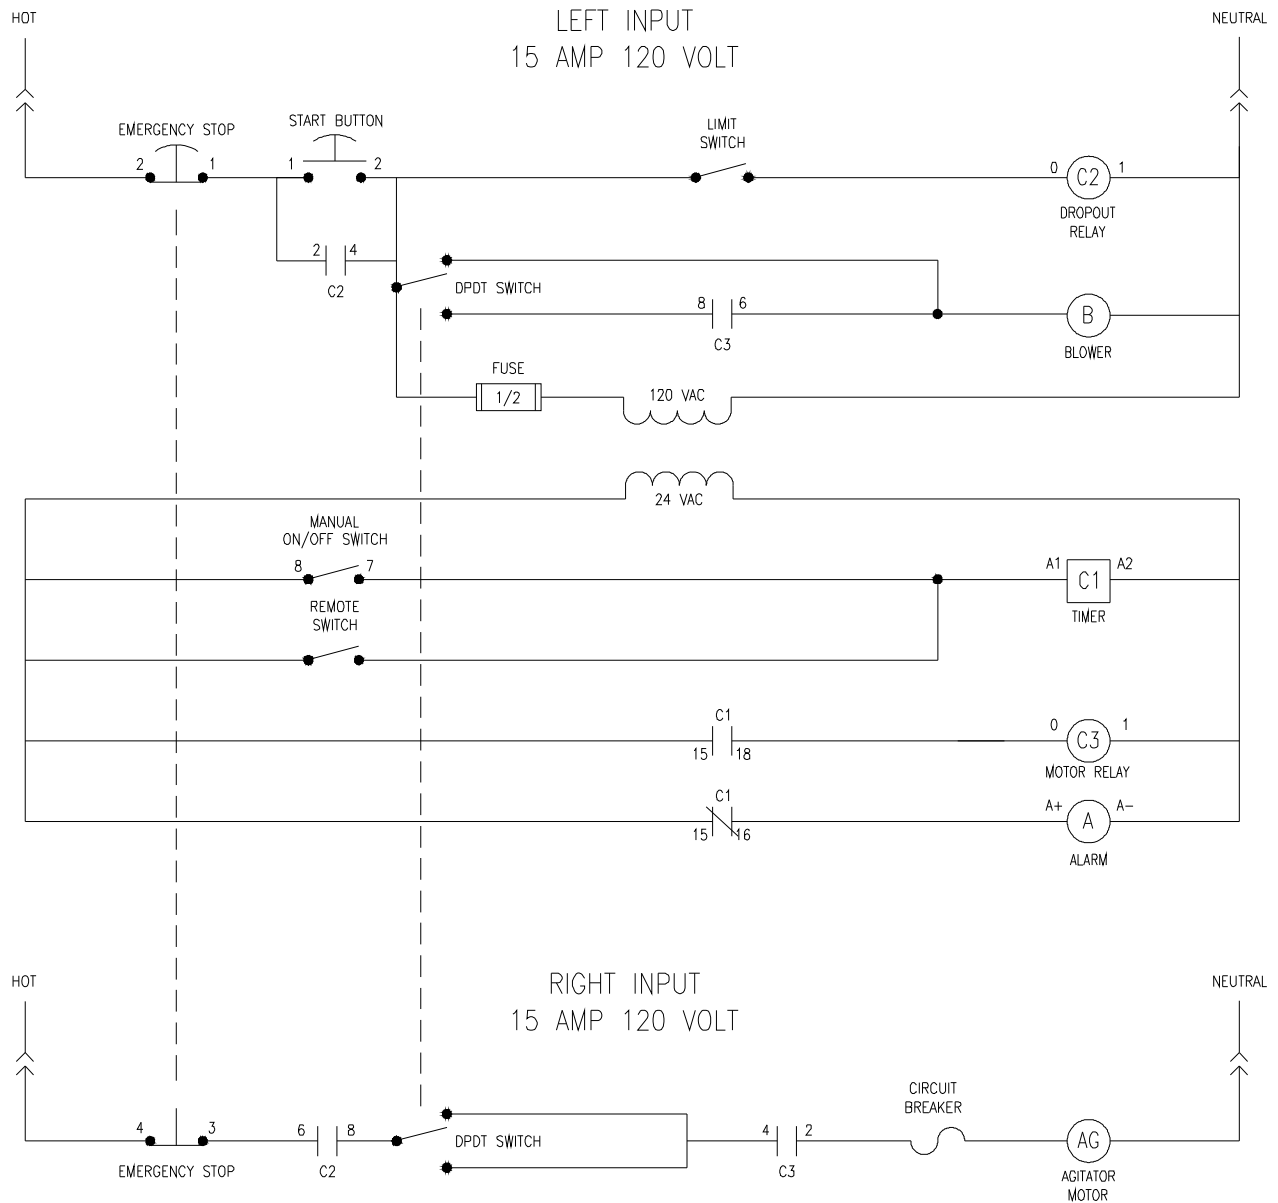 HOT
LEFT INPUT
15 AMP 120 VOLT
NEUTRAL
EMERGENCY STOP
START BUTTON
LIMIT
SWITCH
2 1
1 2
0 C2 1
DROPOUT
RELAY
2 4
C2
DPDT SWITCH
8 6
C3
B
BLOWER
FUSE
1/2
120 VAC
24 VAC
MANUAL
ON/OFF SWITCH
8 7
A1 C1 A2
TIMER
REMOTE
SWITCH
C1
15 18
0 C3 1
MOTOR RELAY
C1
15 16
A+ A A-
ALARM
HOT
RIGHT INPUT
15 AMP 120 VOLT
NEUTRAL
4 3
EMERGENCY STOP
6 8
C2
DPDT SWITCH
4 2
C3
CIRCUIT
BREAKER
AG
AGITATOR
MOTOR